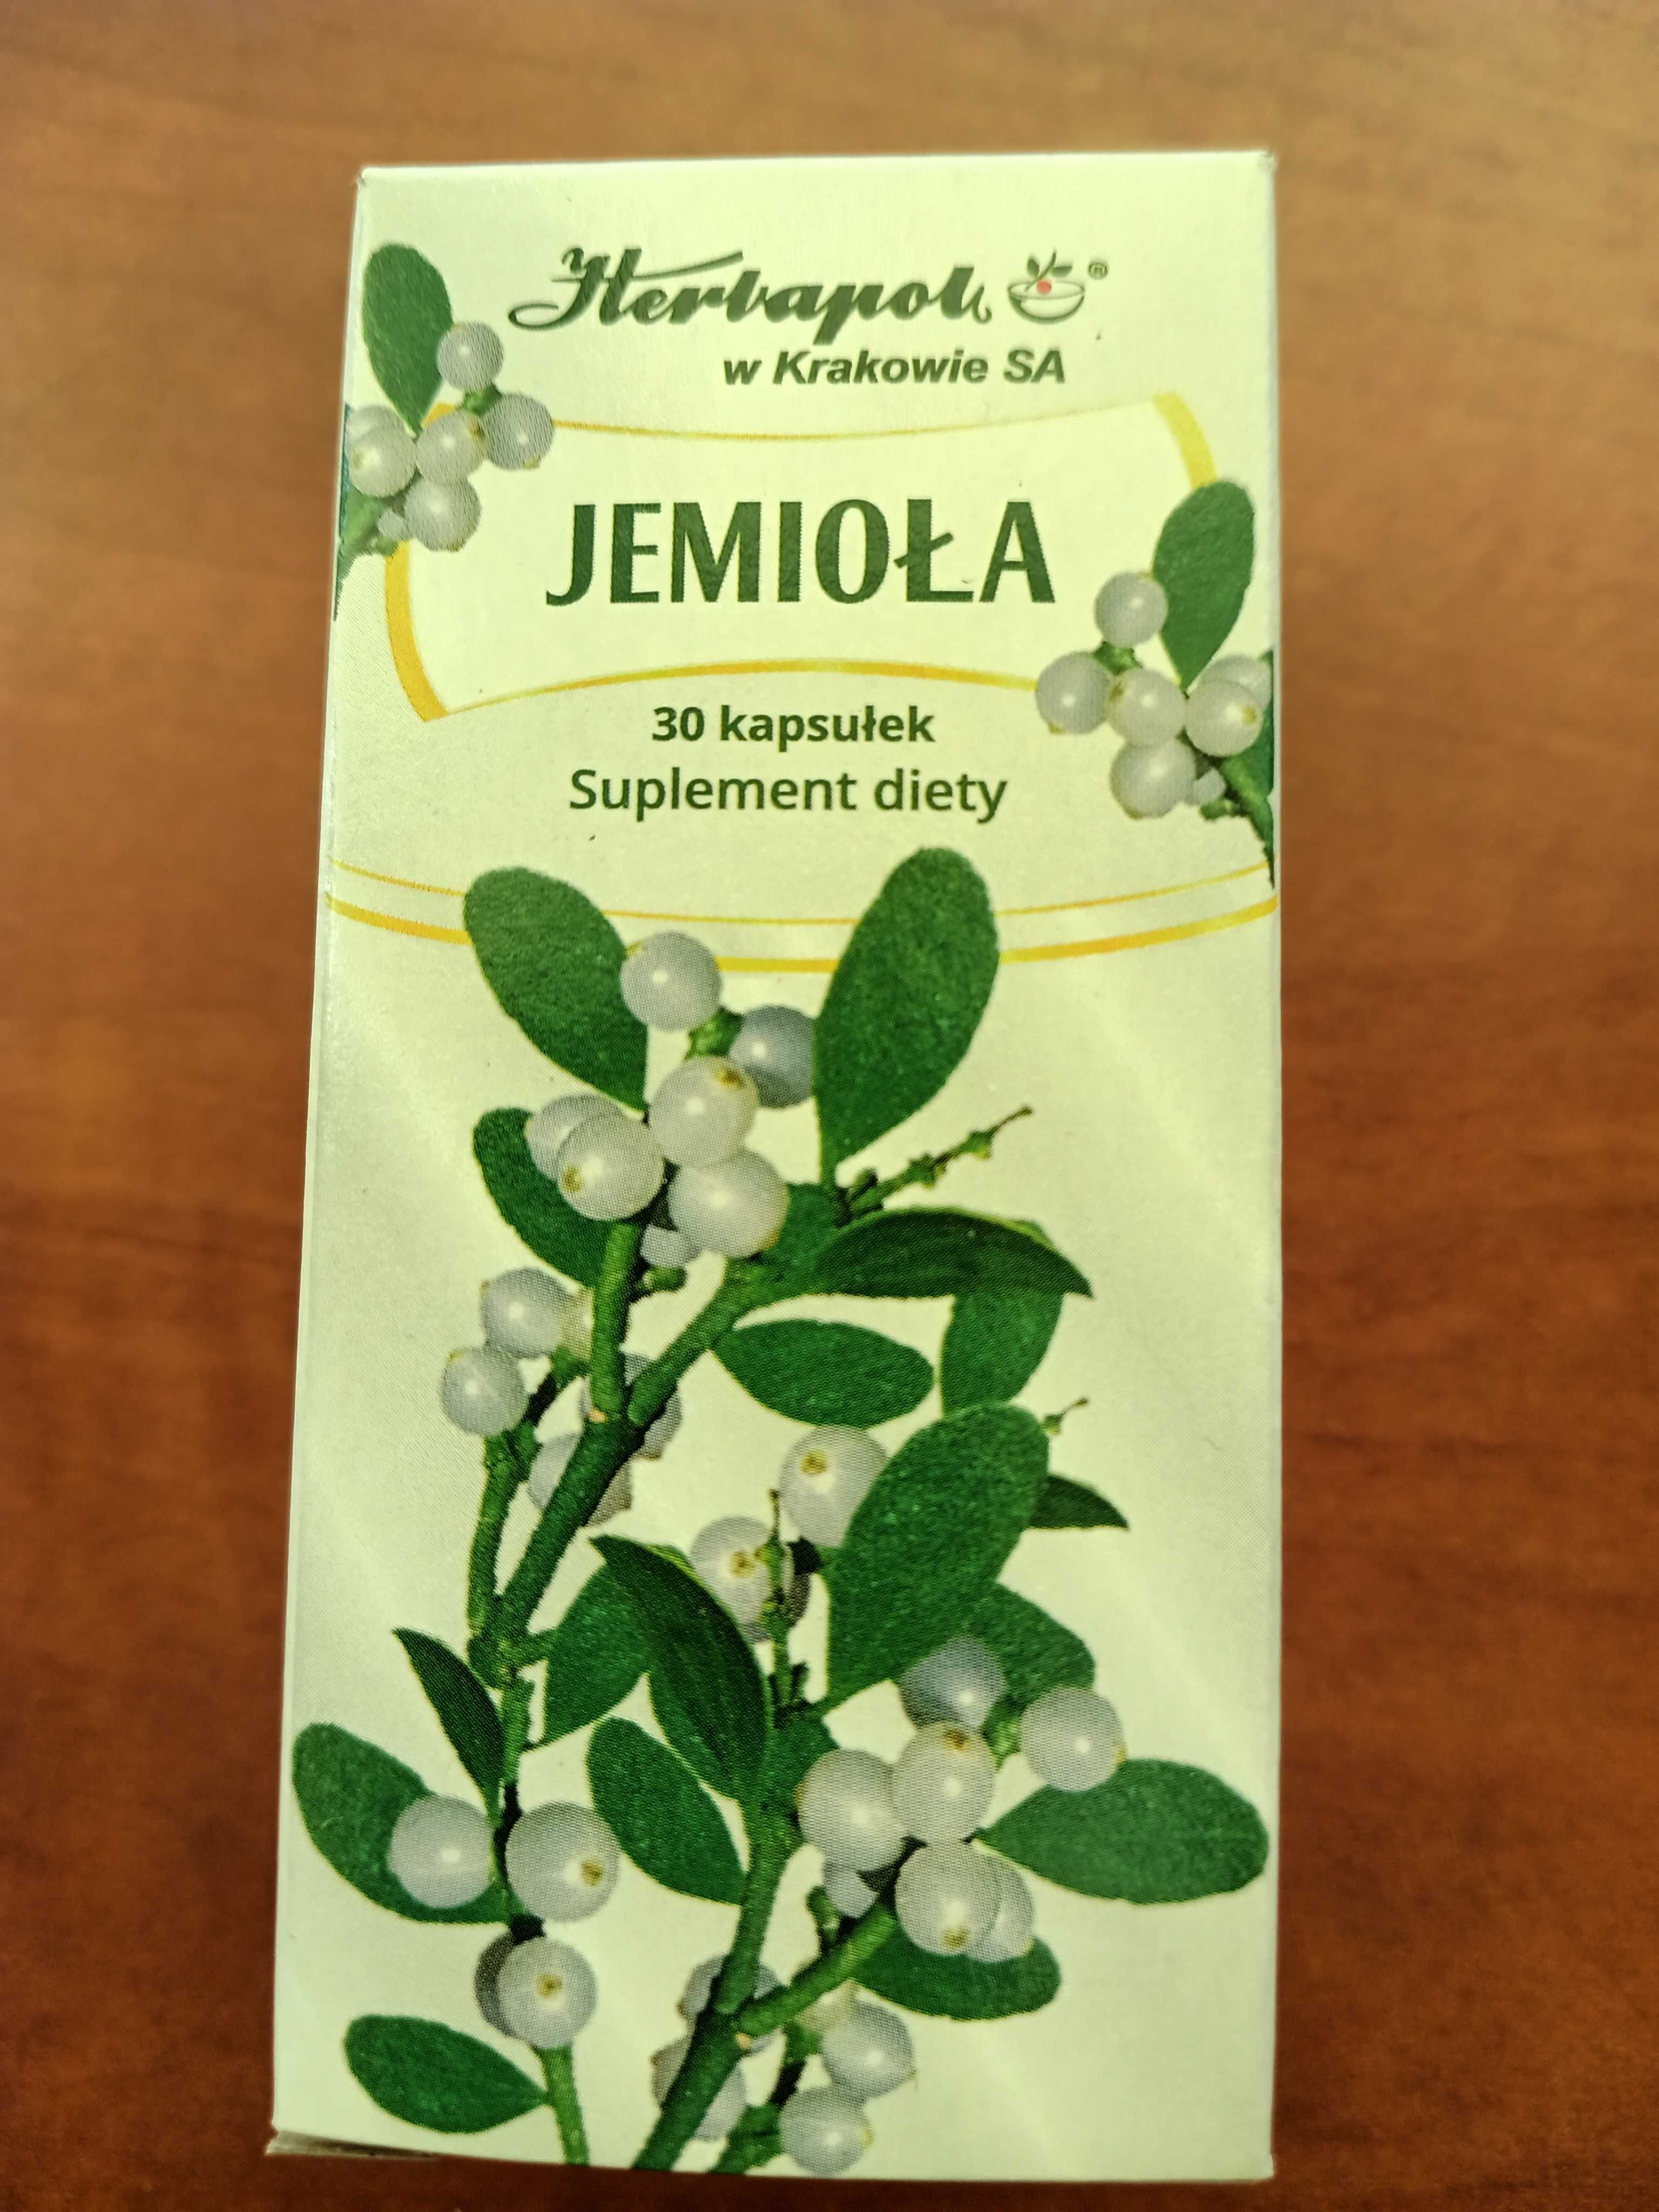 Herbapol ®
w Krakowie SA
JEMIOŁA
30 kapsułek
Suplement diety